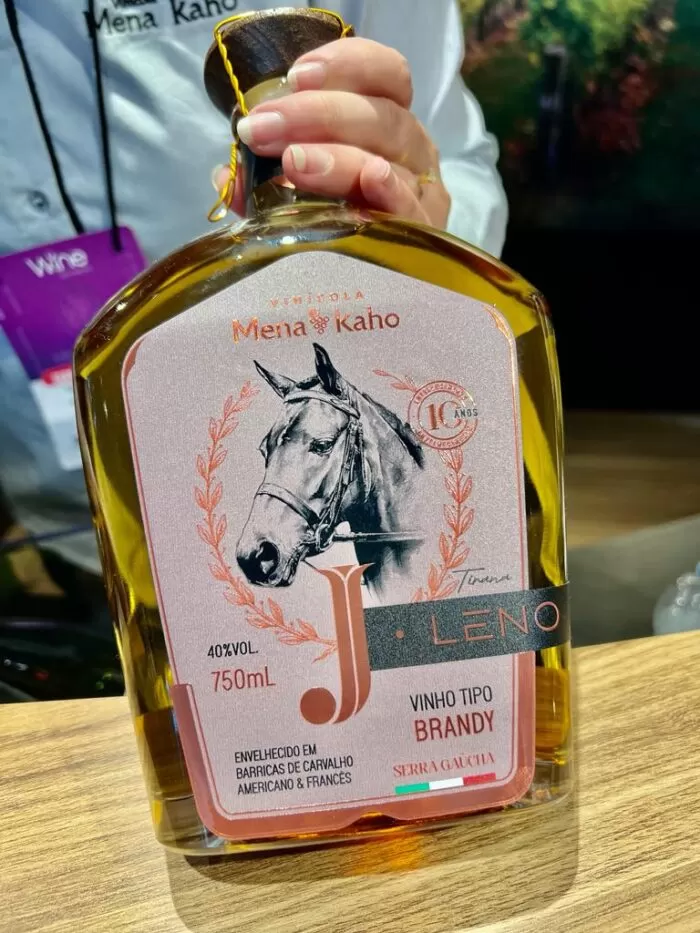 Mena Kaho
Wine
VINÍCOLA
Mena Kaho
10 ANOS
Tirana
J · LENO
40%VOL.
750mL
VINHO TIPO
BRANDY
ENVELHECIDO EM
BARRICAS DE CARVALHO
AMERICANO & FRANCÊS
SERRA GAÚCHA